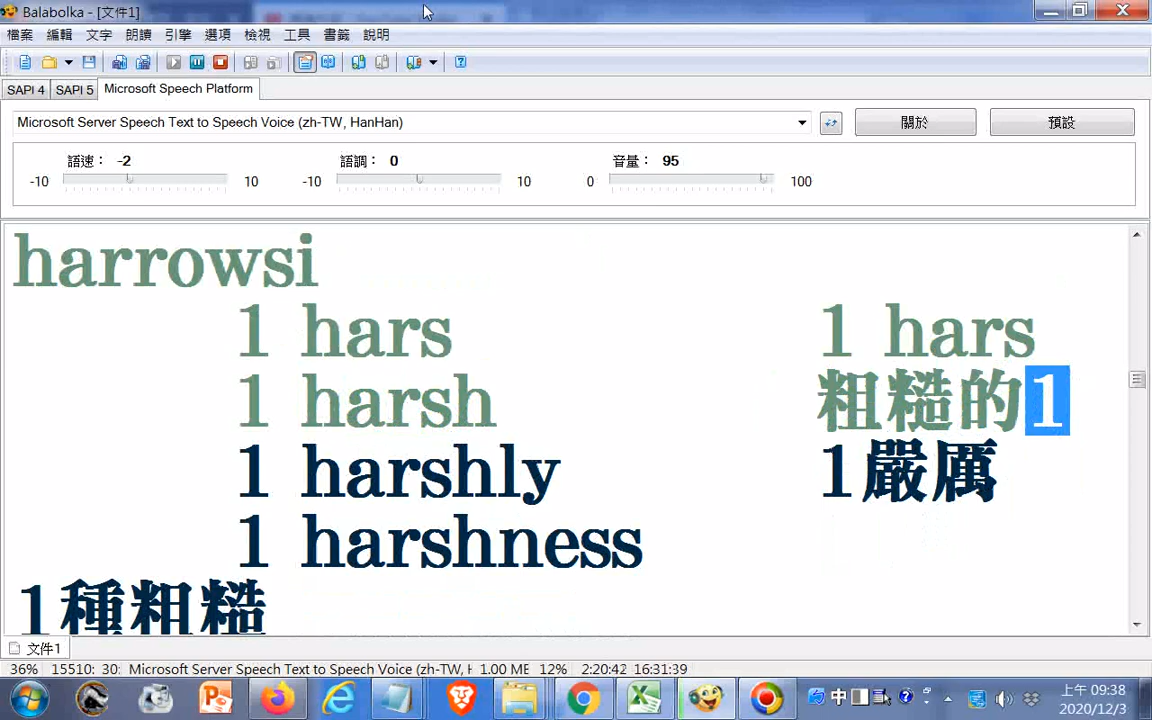 Balabolka - [文件1]
檔案 編輯 文字 朗讀 引擎 選項 檢視 工具 書籤 說明
SAPI 4 SAPI 5 Microsoft Speech Platform
Microsoft Server Speech Text to Speech Voice (zh-TW, HanHan) 關於 預設
語速： -2 語調： 0 音量： 95
-10 10 -10 10 0 100
harrowsi
1 hars 1 hars
1 harsh 粗糙的1
1 harshly 1嚴厲
1 harshness
1種粗糙
文件1
36% 15510: 30: Microsoft Server Speech Text to Speech Voice (zh-TW, 1.00 ME 12% 2:20:42 16:31:39
中
上午 09:38
2020/12/3